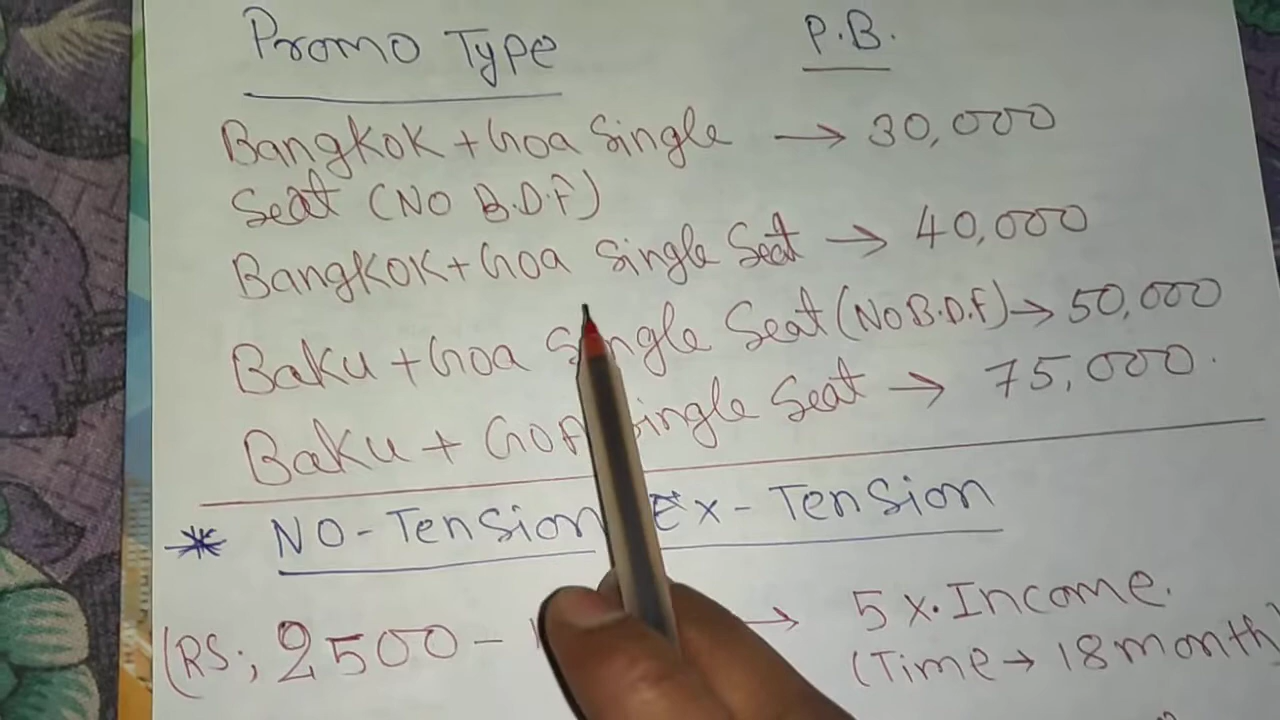 Promo Type P.B.
Bangkok + Goa Single → 30,000
Seat (No B.D.F)
Bangkok + Goa Single Seat → 40,000
Baku + Goa Single Seat (No B.D.F) → 50,000
Baku + Goa Single Seat → 75,000.
* NO-Tension Ex-Tension
(RS; 2500 - → 5 X. Income.
(Time → 18 month